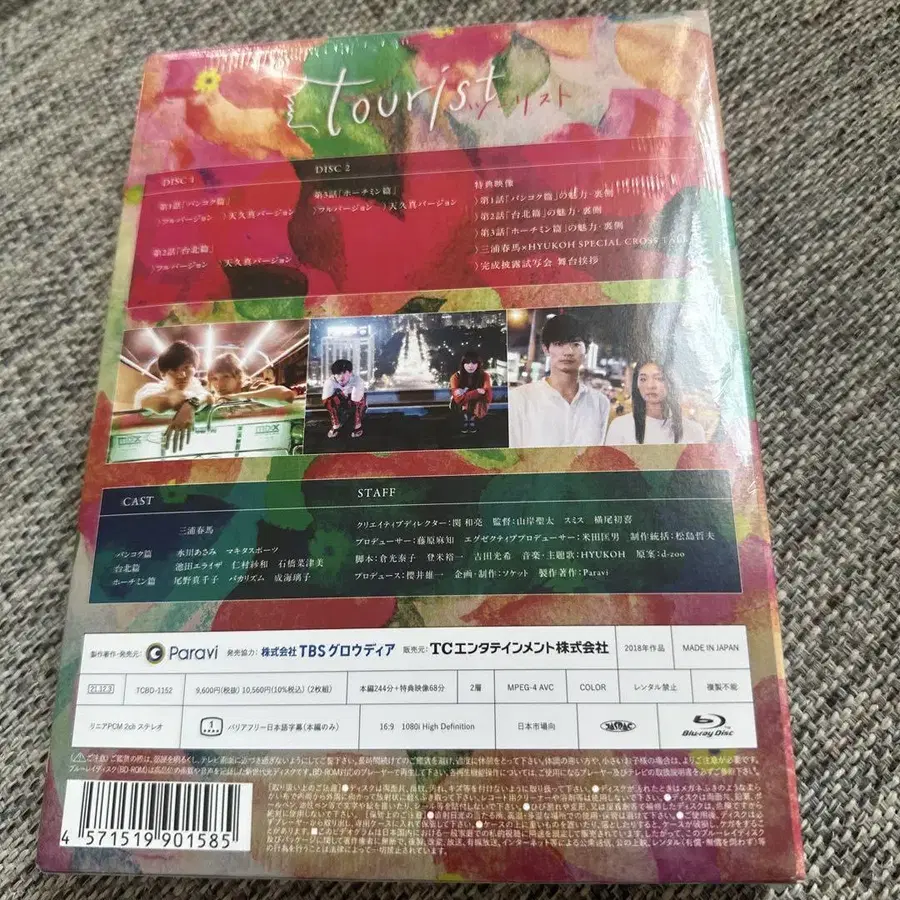 tourist
ツーリスト
DISC 1
第1話「バンコク篇」
〉フルバージョン 〉天久真バージョン
第2話「台北篇」
〉フルバージョン 〉天久真バージョン
DISC 2
第3話「ホーチミン篇」
〉フルバージョン 〉天久真バージョン
特典映像
〉第1話「バンコク篇」の魅力・裏側
〉第2話「台北篇」の魅力・裏側
〉第3話「ホーチミン篇」の魅力・裏側
〉三浦春馬×HYUKOH SPECIAL CROSS TALK
〉完成披露試写会 舞台挨拶
CAST
三浦春馬
バンコク篇 水川あさみ マキタスポーツ
台北篇 池田エライザ 仁村紗和 石橋菜津美
ホーチミン篇 尾野真千子 バカリズム 成海璃子
STAFF
クリエイティブディレクター:関 和亮 監督:山岸聖太 スミス 横尾初喜
プロデューサー:藤原麻知 エグゼクティブプロデューサー:米田匡男 制作統括:松島哲夫
脚本:倉光泰子 登米裕一 吉田光希 音楽・主題歌:HYUKOH 原案:d-zoo
プロデュース:櫻井雄一 企画・制作:ソケット 製作著作:Paravi
製作著作・発売元: Paravi 発売協力: 株式会社TBSグロウディア 販売元: TCエンタテインメント株式会社 2018年作品 MADE IN JAPAN
21.12.3 TCBD-1152 9,600円(税抜) 10,560円(10%税込) (2枚組) 本編244分+特典映像68分 2層 MPEG-4 AVC COLOR レンタル禁止 複製不能
リニアPCM 2ch ステレオ 1 バリアフリー日本語字幕(本編のみ) 16:9 1080i High Definition 日本市場向 Blu-ray Disc
4 571519 901585